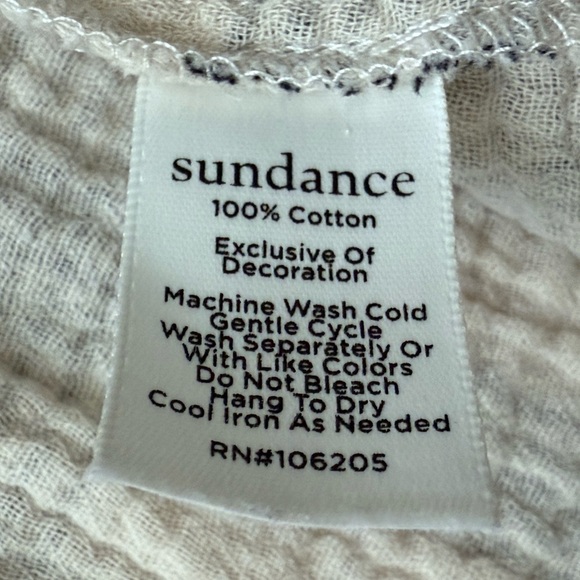 sundance
100% Cotton
Exclusive Of
Decoration
Machine Wash Cold
Gentle Cycle
Wash Separately Or
With Like Colors
Do Not Bleach
Hang To Dry
Cool Iron As Needed
RN#106205